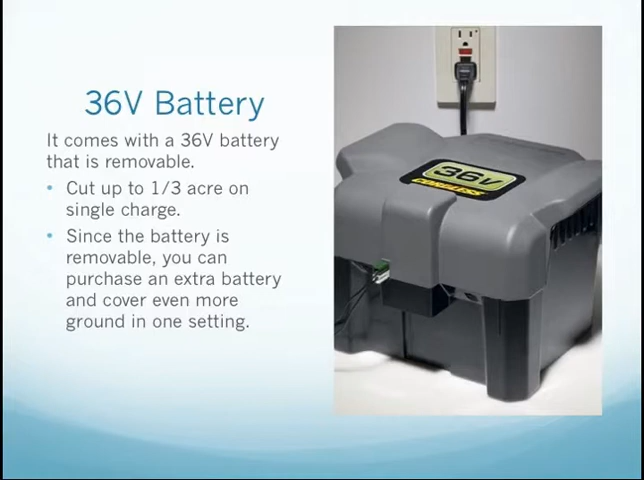 36V Battery
It comes with a 36V battery
that is removable.
• Cut up to 1/3 acre on
single charge.
• Since the battery is
removable, you can
purchase an extra battery
and cover even more
ground in one setting.
36V
CORDLESS